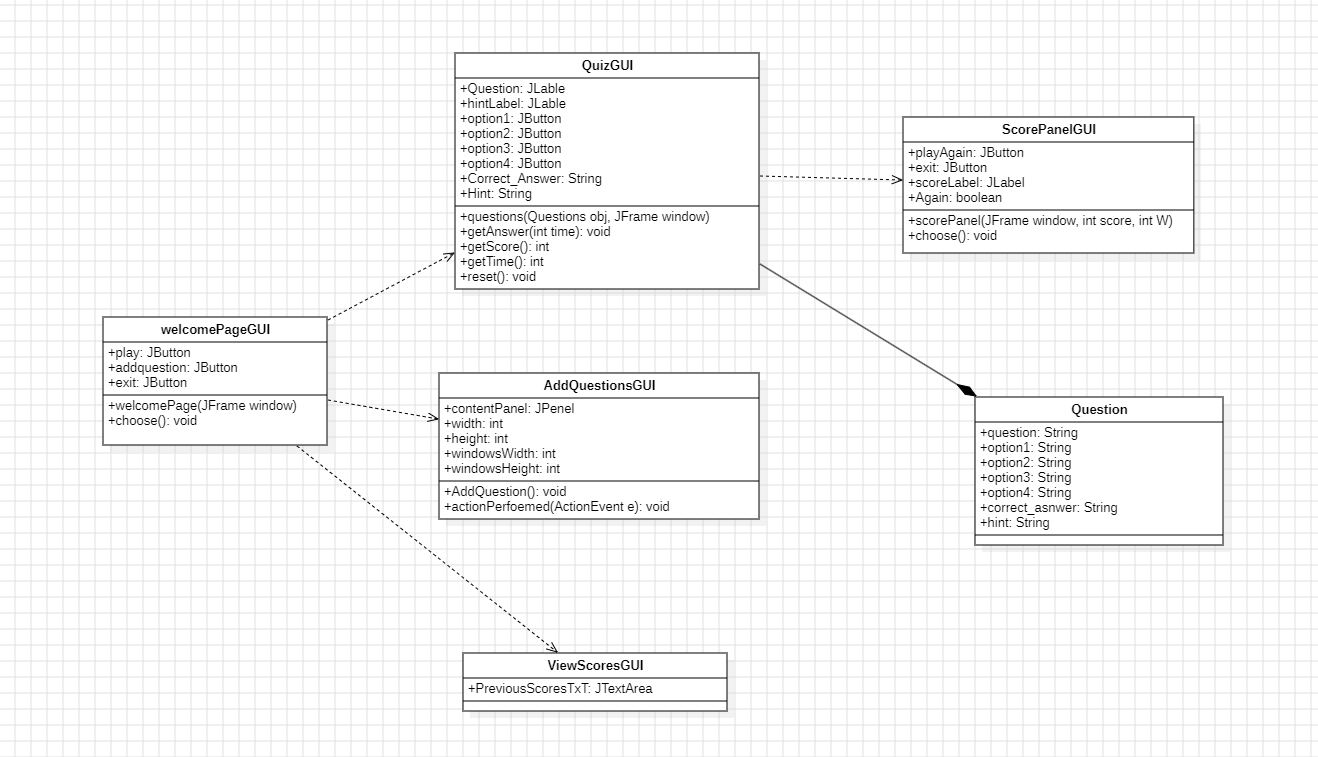 QuizGUI
+Question: JLable
+hintLabel: JLable
+option1: JButton
+option2: JButton
+option3: JButton
+option4: JButton
+Correct_Answer: String
+Hint: String
+questions(Questions obj, JFrame window)
+getAnswer(int time): void
+getScore(): int
+getTime(): int
+reset(): void
ScorePanelGUI
+playAgain: JButton
+exit: JButton
+scoreLabel: JLabel
+Again: boolean
+scorePanel(JFrame window, int score, int W)
+choose(): void
welcomePageGUI
+play: JButton
+addquestion: JButton
+exit: JButton
+welcomePage(JFrame window)
+choose(): void
AddQuestionsGUI
+contentPanel: JPenel
+width: int
+height: int
+windowsWidth: int
+windowsHeight: int
+AddQuestion(): void
+actionPerfoemed(ActionEvent e): void
Question
+question: String
+option1: String
+option2: String
+option3: String
+option4: String
+correct_asnwer: String
+hint: String
ViewScoresGUI
+PreviousScoresTxT: JTextArea